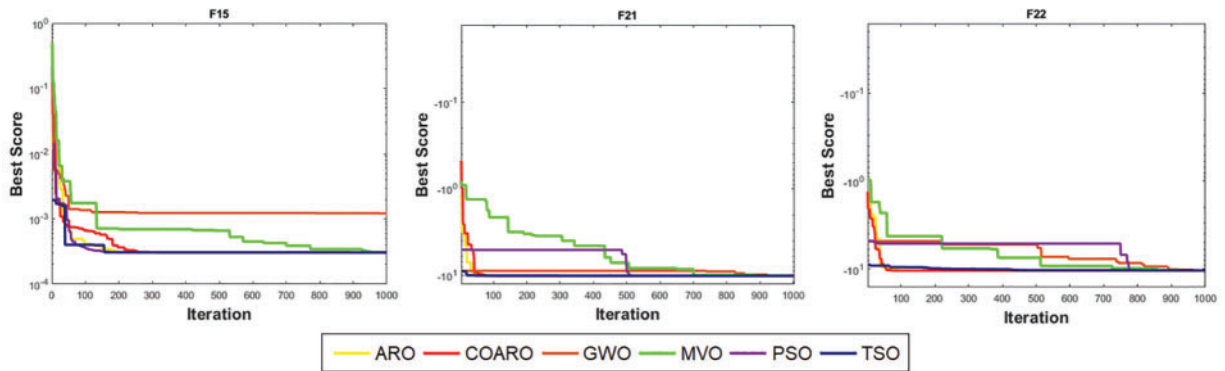 F15
Best Score
10^0
10^-1
10^-2
10^-3
10^-4
0 100 200 300 400 500 600 700 800 900 1000
Iteration
F21
Best Score
-10^-1
-10^0
-10^1
100 200 300 400 500 600 700 800 900 1000
Iteration
F22
Best Score
-10^-1
-10^0
-10^1
100 200 300 400 500 600 700 800 900 1000
Iteration
ARO COARO GWO MVO PSO TSO